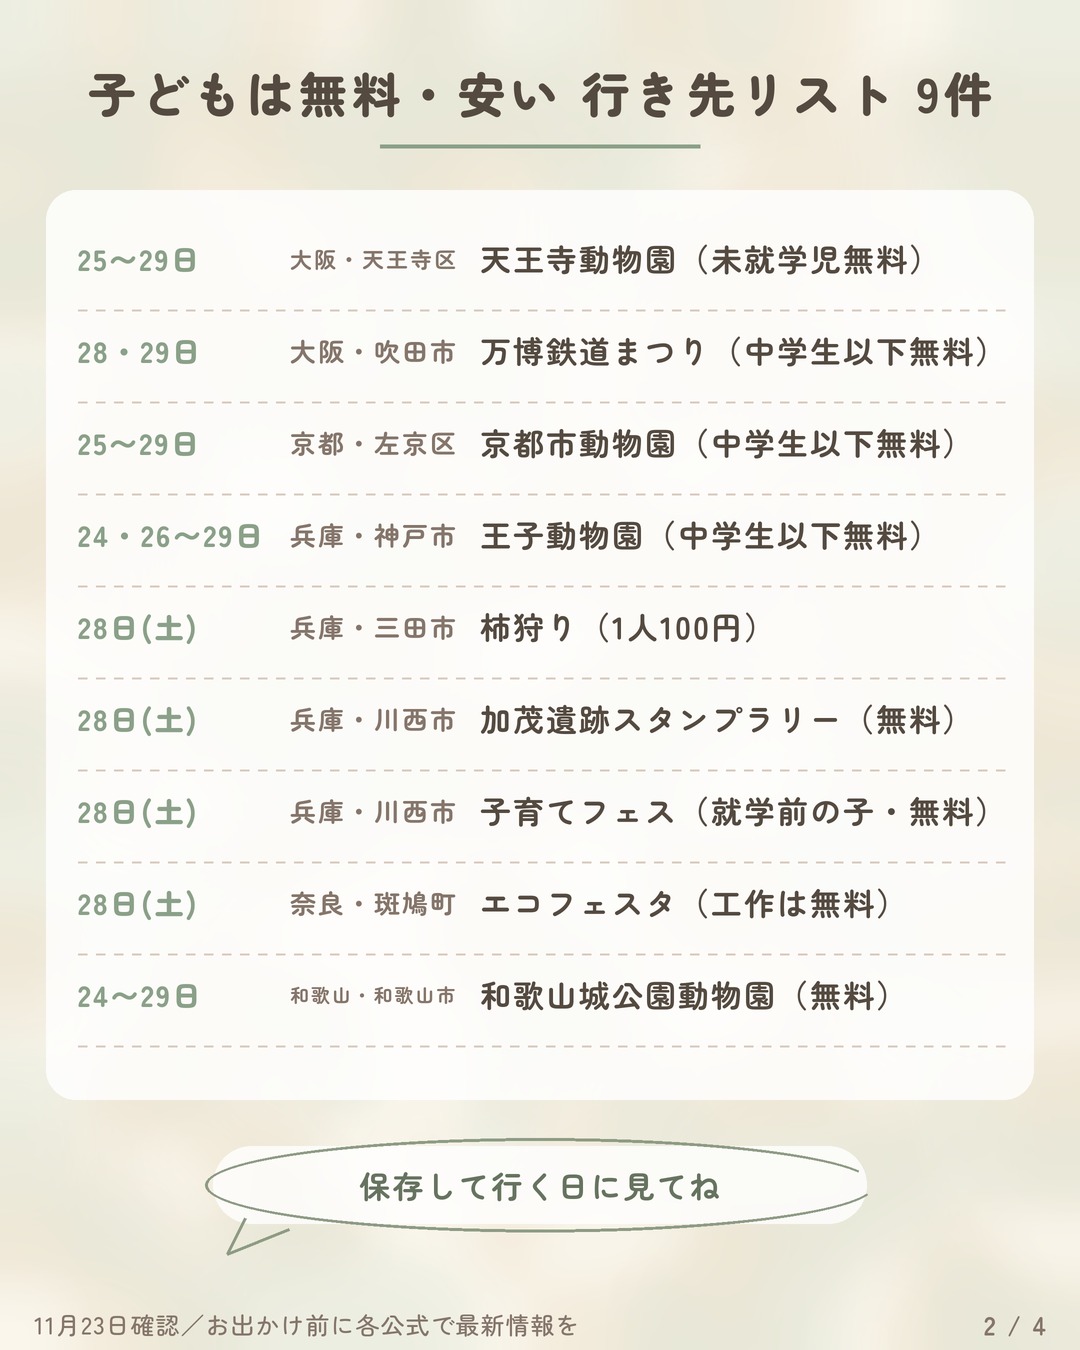 子どもは無料・安い 行き先リスト 9件
25〜29日 大阪・天王寺区 天王寺動物園（未就学児無料）
28・29日 大阪・吹田市 万博鉄道まつり（中学生以下無料）
25〜29日 京都・左京区 京都市動物園（中学生以下無料）
24・26〜29日 兵庫・神戸市 王子動物園（中学生以下無料）
28日(土) 兵庫・三田市 柿狩り（1人100円）
28日(土) 兵庫・川西市 加茂遺跡スタンプラリー（無料）
28日(土) 兵庫・川西市 子育てフェス（就学前の子・無料）
28日(土) 奈良・斑鳩町 エコフェスタ（工作は無料）
24〜29日 和歌山・和歌山市 和歌山城公園動物園（無料）
保存して行く日に見てね
11月23日確認／お出かけ前に各公式で最新情報を
2 / 4